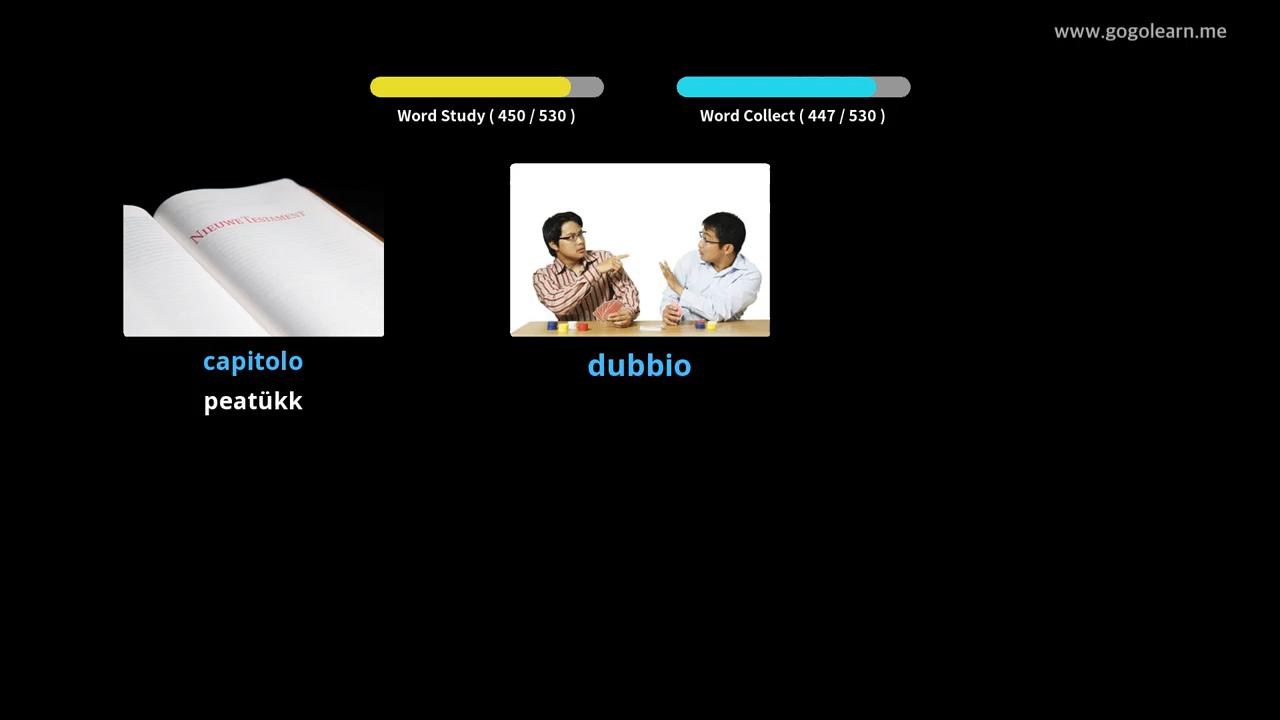 www.gogolearn.me
Word Study ( 450 / 530 )
Word Collect ( 447 / 530 )
NIEUWE TESTAMENT
capitolo
peatükk
dubbio